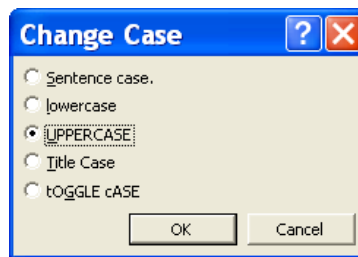 Change Case
Sentence case.
lowercase
UPPERCASE
Title Case
tOGGLE cASE
OK Cancel